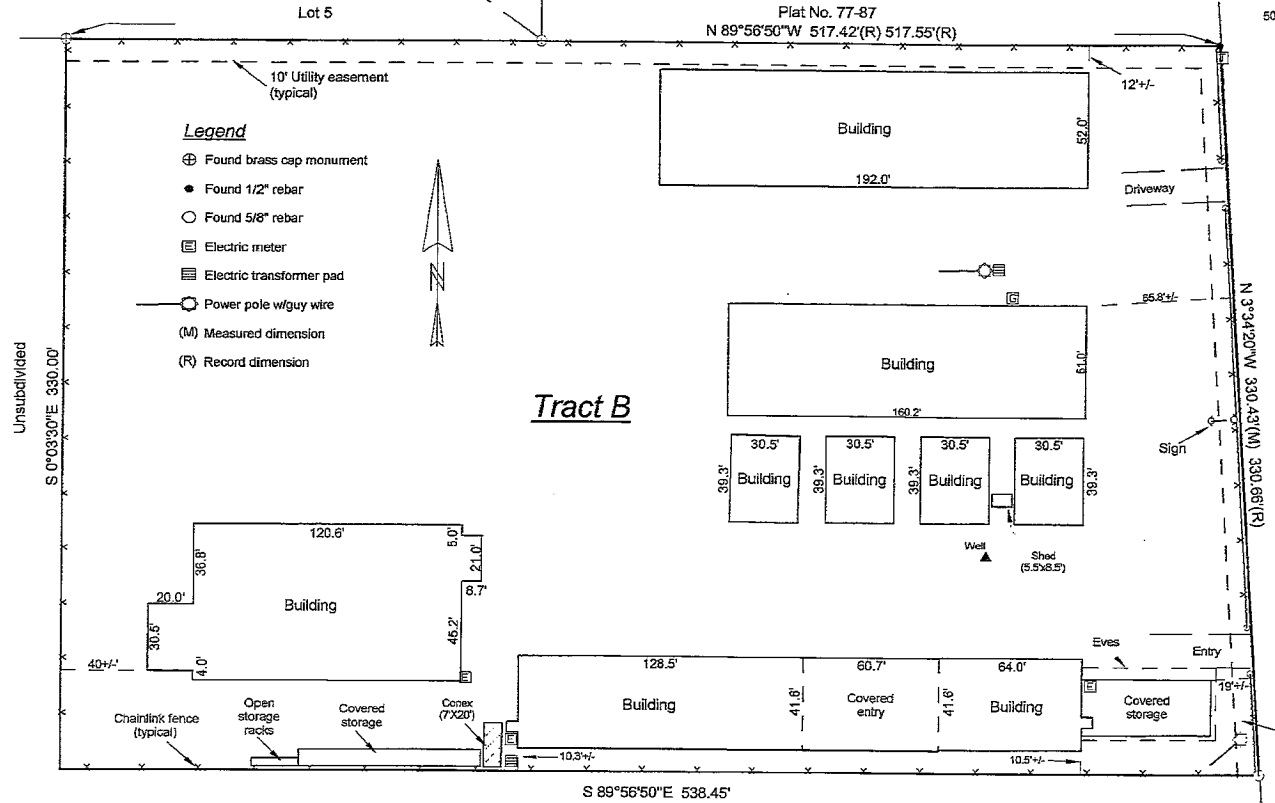 Lot 5
Plat No. 77-87
50
N 89°56'50"W 517.42'(R) 517.55'(R)
10' Utility easement
(typical)
12'+/-
Legend
Found brass cap monument
Found 1/2" rebar
Found 5/8" rebar
E Electric meter
Electric transformer pad
Power pole w/guy wire
(M) Measured dimension
(R) Record dimension
N
Building
52.0'
192.0'
Driveway
G
65.8'+/-
Building
61.0'
160.2'
Unsubdivided
S 0°03'30"E 330.00'
N 3°34'20"W 330.43'(M) 330.66'(R)
Tract B
Sign
30.5'
30.5'
30.5'
30.5'
39.3'
Building
39.3'
Building
39.3'
Building
Building
39.3'
Well
Shed
(5.5'x8.5')
120.6'
5.0'
21.0'
8.7'
36.8'
20.0'
Building
30.5'
45.2'
4.0'
40+/-'
E
Eves
Entry
128.5'
60.7'
64.0'
Building
41.6'
Covered
entry
41.6'
Building
E
Covered
storage
19'+/-
Chainlink fence
(typical)
Open
storage
racks
Covered
storage
Conex
(7'X20')
E
10.3'+/-
10.5'+/-
S 89°56'50"E 538.45'
E